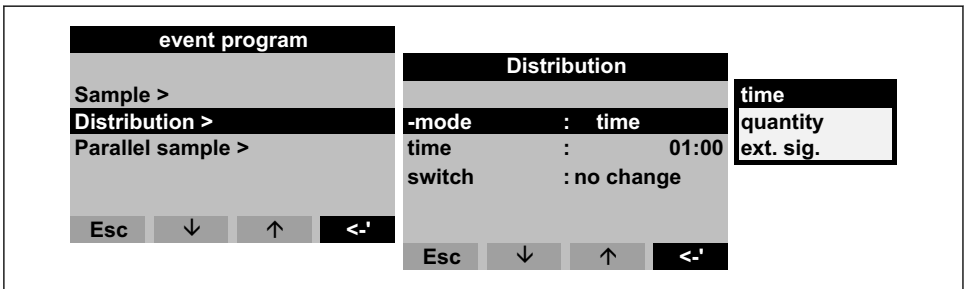 event program
Sample >
Distribution >
Parallel sample >
Esc ↓ ↑ <-'
Distribution
-mode : time
time : 01:00
switch : no change
Esc ↓ ↑ <-'
time
quantity
ext. sig.